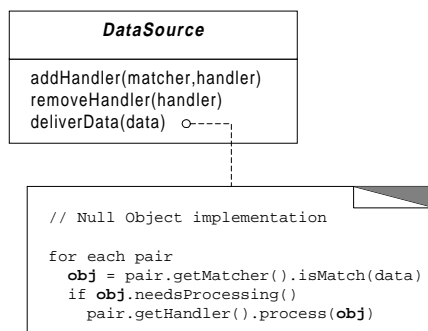 DataSource
addHandler(matcher,handler)
removeHandler(handler)
deliverData(data)
// Null Object implementation
for each pair
obj = pair.getMatcher().isMatch(data)
if obj.needsProcessing()
pair.getHandler().process(obj)